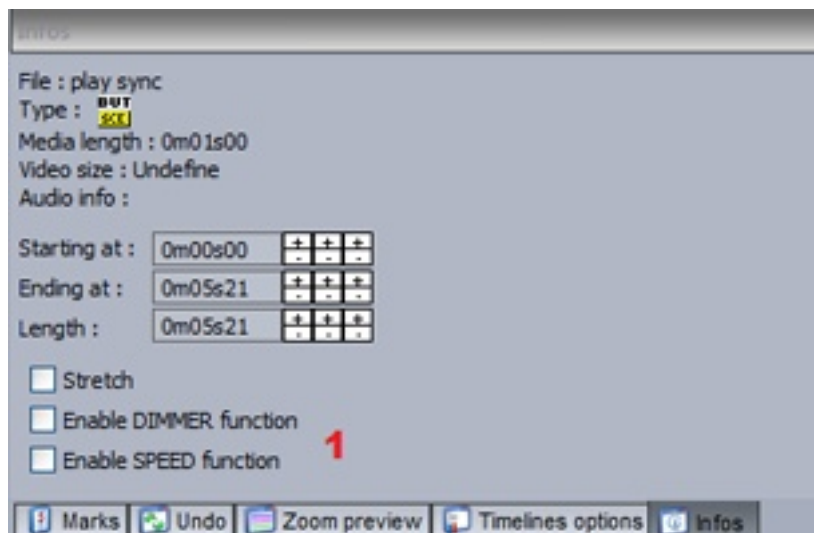 Infos
File : play sync
Type : BUT SCE
Media length : 0m01s00
Video size : Undefine
Audio info :
Starting at : 0m00s00 + + +
- - -
Ending at : 0m05s21 + + +
- - -
Length : 0m05s21 + + +
- - -
Stretch
Enable DIMMER function
1
Enable SPEED function
Marks Undo Zoom preview Timelines options Infos